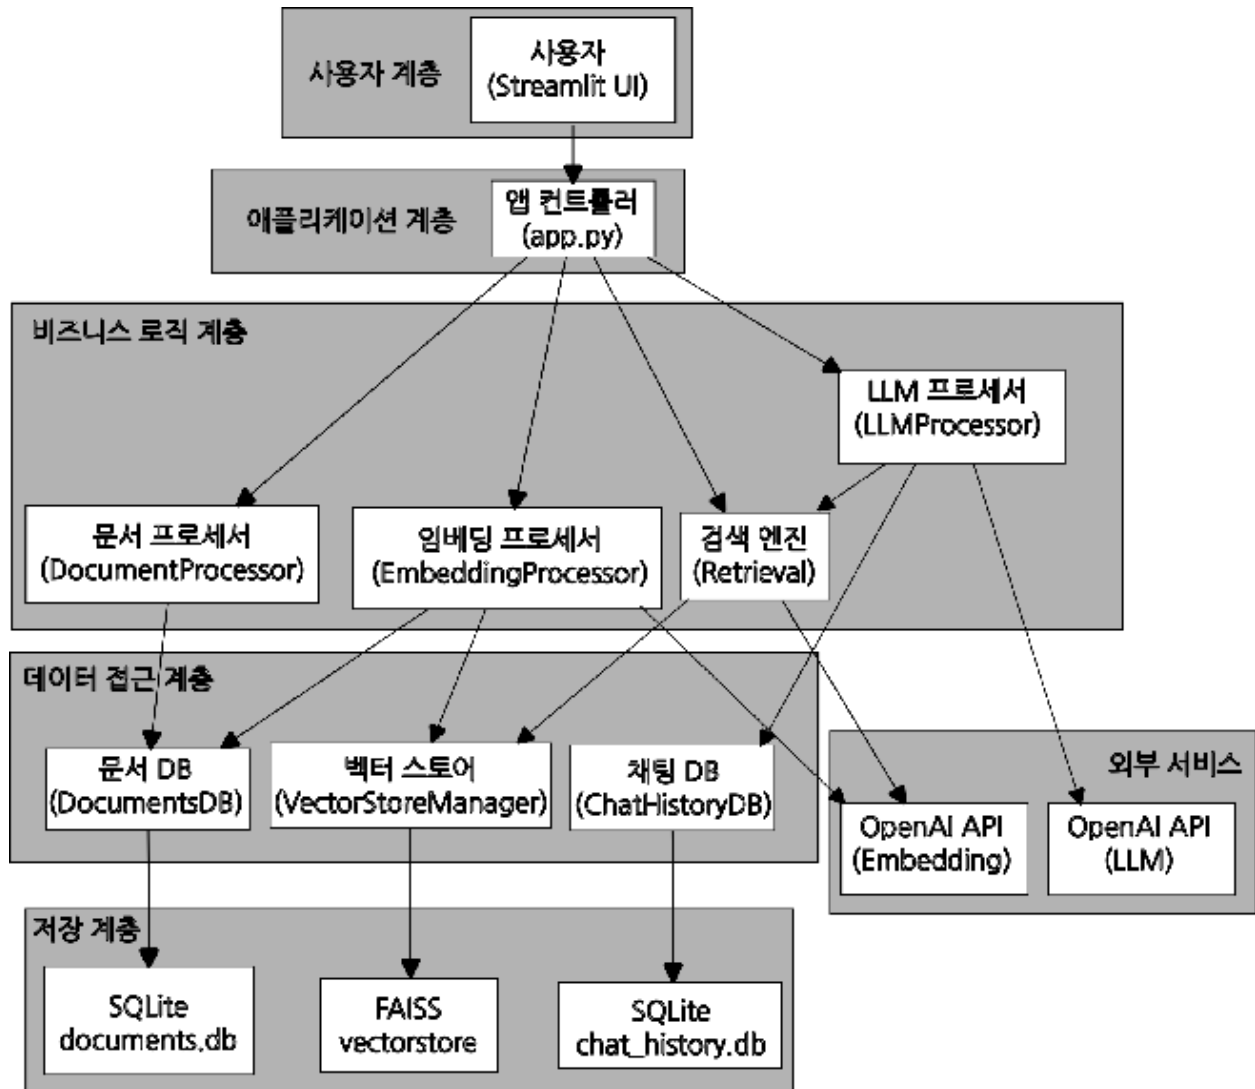 사용자 계층
사용자
(Streamlit UI)
애플리케이션 계층
앱 컨트롤러
(app.py)
비즈니스 로직 계층
LLM 프로세서
(LLMProcessor)
문서 프로세서
(DocumentProcessor)
임베딩 프로세서
(EmbeddingProcessor)
검색 엔진
(Retrieval)
데이터 접근 계층
문서 DB
(DocumentsDB)
벡터 스토어
(VectorStoreManager)
채팅 DB
(ChatHistoryDB)
외부 서비스
OpenAI API
(Embedding)
OpenAI API
(LLM)
저장 계층
SQLite
documents.db
FAISS
vectorstore
SQLite
chat_history.db